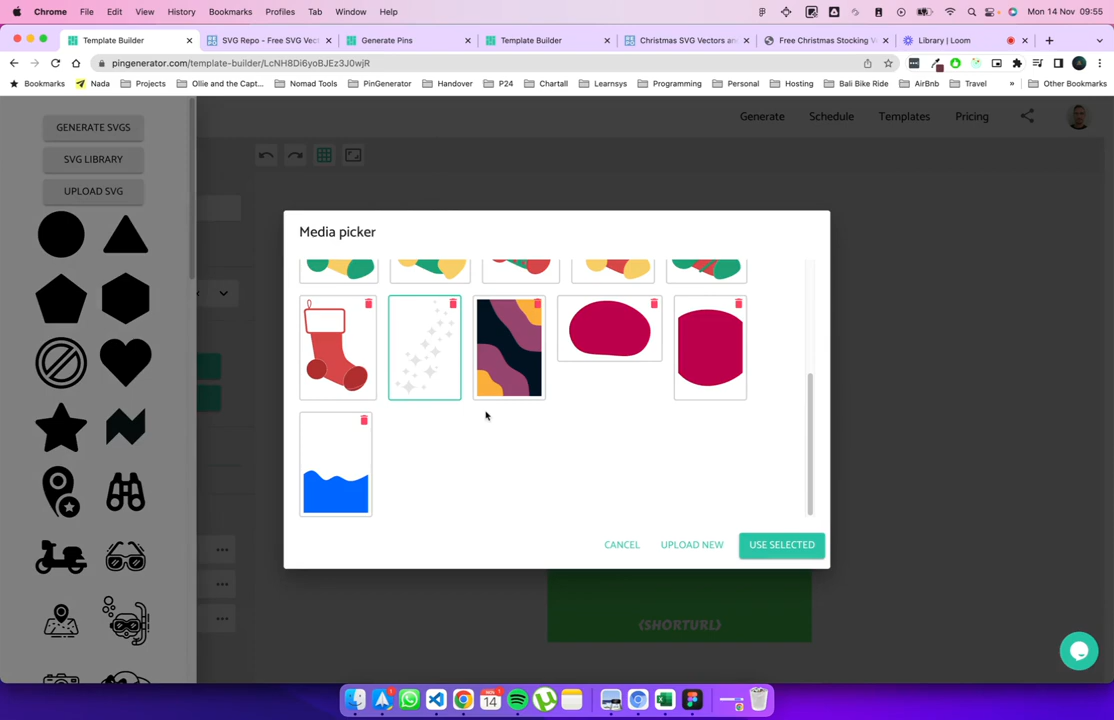 Chrome File Edit View History Bookmarks Profiles Tab Window Help Mon 14 Nov 09:55
Template Builder SVG Repo - Free SVG Vect Generate Pins Template Builder Christmas SVG Vectors an Free Christmas Stocking V Library | Loom
pingenerator.com/template-builder/LcNH8Di6yoBJEz3J0wjR
Bookmarks Nada Projects Ollie and the Capt... Nomad Tools Handover P24 Chartall Learnsys Programming Personal Hosting Bali Bike Ride AirBnb Travel » Other Bookmarks
GENERATE SVGS
SVG LIBRARY
UPLOAD SVG
Generate Schedule Templates Pricing
Media picker
CANCEL UPLOAD NEW USE SELECTED
{SHORTURL}
NOV
14
1